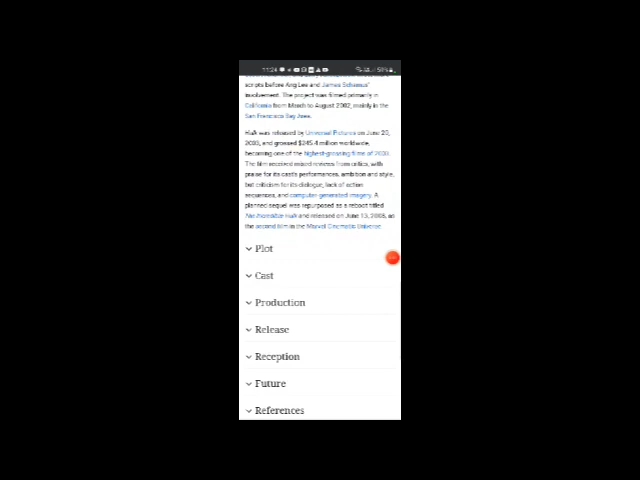 11:24
scripts before Ang Lee and James Schamus'
involvement. The project was filmed primarily in
California from March to August 2002, mainly in the
San Francisco Bay Area.
Hulk was released by Universal Pictures on June 20,
2003, and grossed $245.4 million worldwide,
becoming one of the highest-grossing films of 2003.
The film received mixed reviews from critics, with
praise for its cast's performances, ambition and style,
but criticism for its dialogue, lack of action
sequences, and computer-generated imagery. A
planned sequel was repurposed as a reboot titled
The Incredible Hulk and released on June 13, 2008, as
the second film in the Marvel Cinematic Universe
Plot
Cast
Production
Release
Reception
Future
References